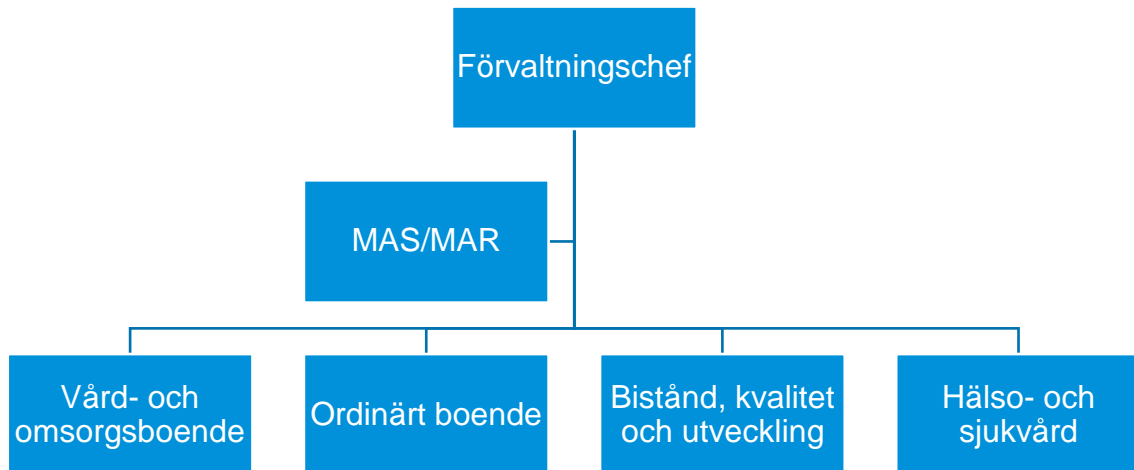 Förvaltningschef
MAS/MAR
Vård- och
omsorgsboende
Ordinärt boende
Bistånd, kvalitet
och utveckling
Hälso- och
sjukvård